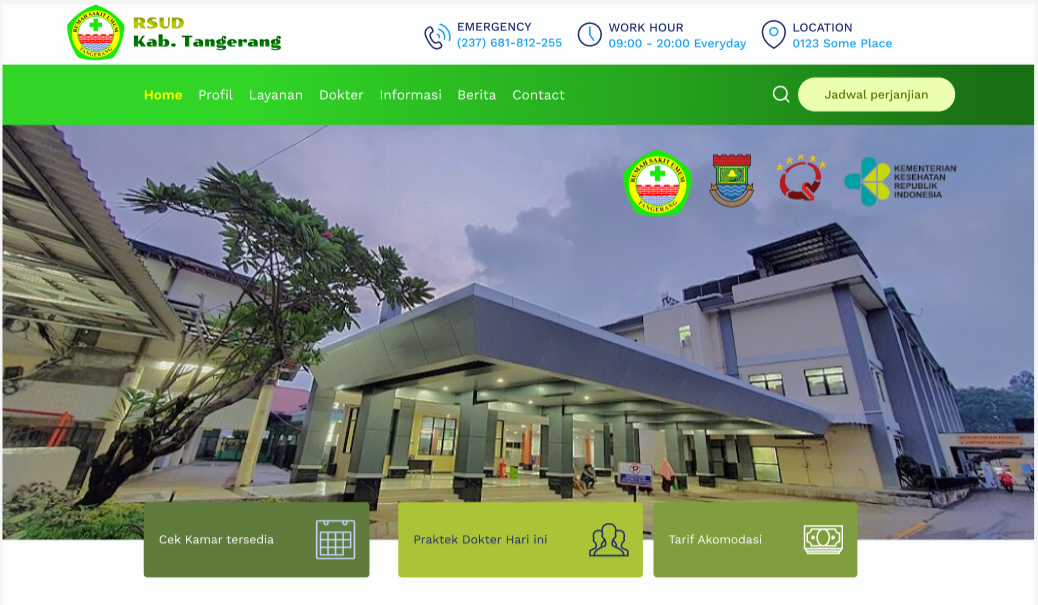 RUMAH SAKIT UMUM
TANGERANG
RSUD
Kab. Tangerang
EMERGENCY
(237) 681-812-255
WORK HOUR
09:00 - 20:00 Everyday
LOCATION
0123 Some Place
Home
Profil
Layanan
Dokter
Informasi
Berita
Contact
Jadwal perjanjian
RUMAH SAKIT UMUM
TANGERANG
KEMENTERIAN
KESEHATAN
REPUBLIK
INDONESIA
P
Cek Kamar tersedia
Praktek Dokter Hari ini
Tarif Akomodasi